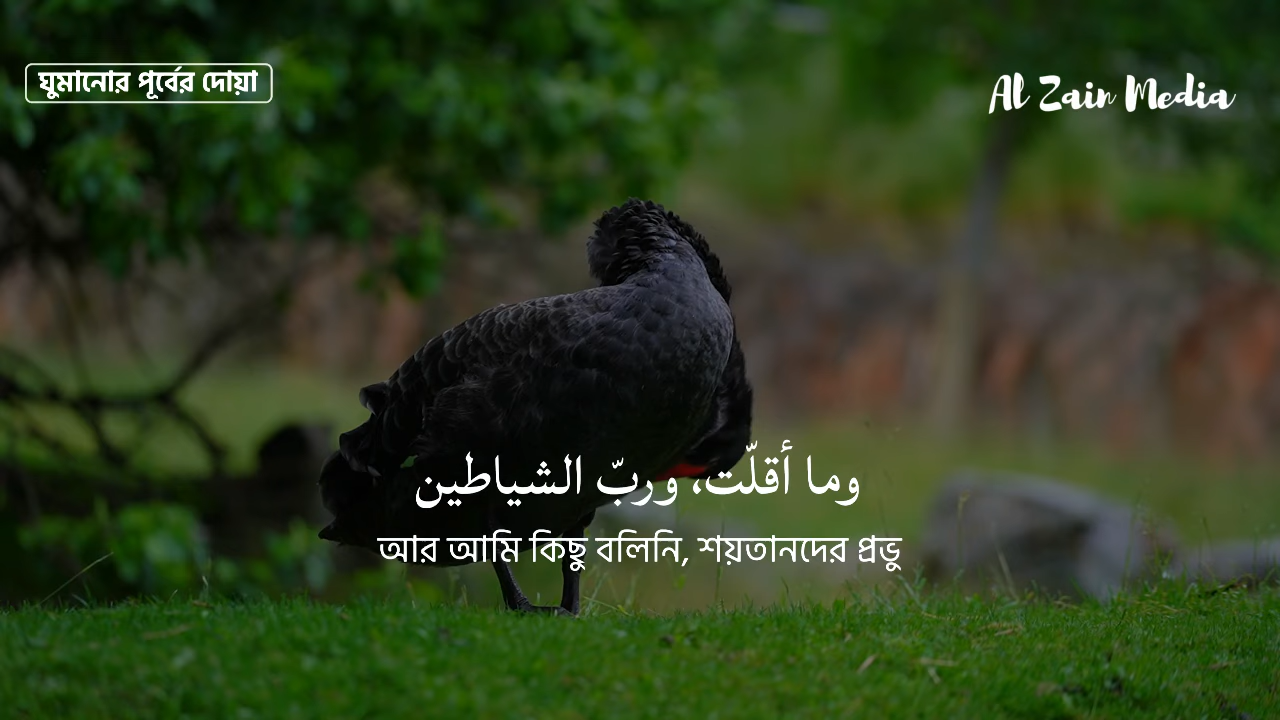 ঘুমানোর পূর্বের দোয়া
Al Zain Media
وما أقلّت، وربّ الشياطين
আর আমি কিছু বলিনি, শয়তানদের প্রভু